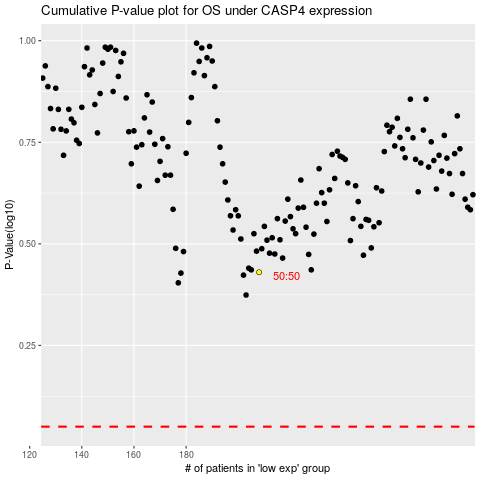 Cumulative P-value plot for OS under CASP4 expression
P-Value(log10)
1.00
0.75
0.50
0.25
50:50
120 140 160 180
# of patients in 'low exp' group